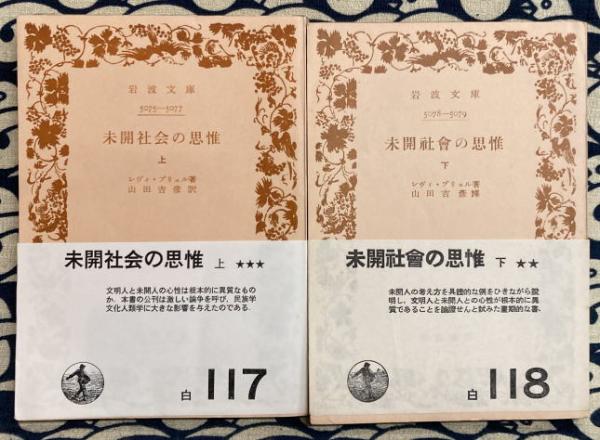 岩波文庫
5075—5077
未開社会の思惟
上
レヴィ・ブリュル著
山田吉彦訳
未開社会の思惟 上 ★★★
文明人と未開人の心性は根本的に異質なもの
か. 本書の公刊は激しい論争を呼び, 民族学
文化人類学に大きな影響を与えたのである.
白 117
岩波文庫
5078—5079
未開社會の思惟
下
レヴィ・ブリュル著
山田吉彥譯
未開社會の思惟 下 ★★
未開人の考え方を具體的な例をひきながら說
明し, 文明人と未開人との心性が根本的に異
質であることを論證せんと試みた畫期的な書.
白 118